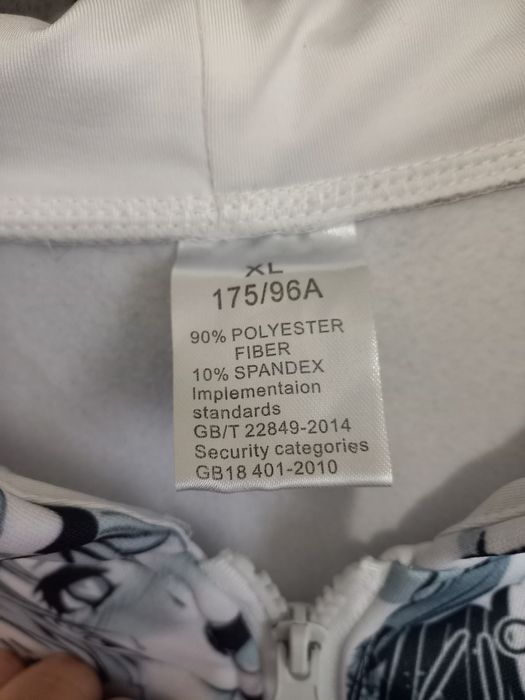 XL
175/96A
90% POLYESTER
FIBER
10% SPANDEX
Implementaion
standards
GB/T 22849-2014
Security categories
GB18 401-2010